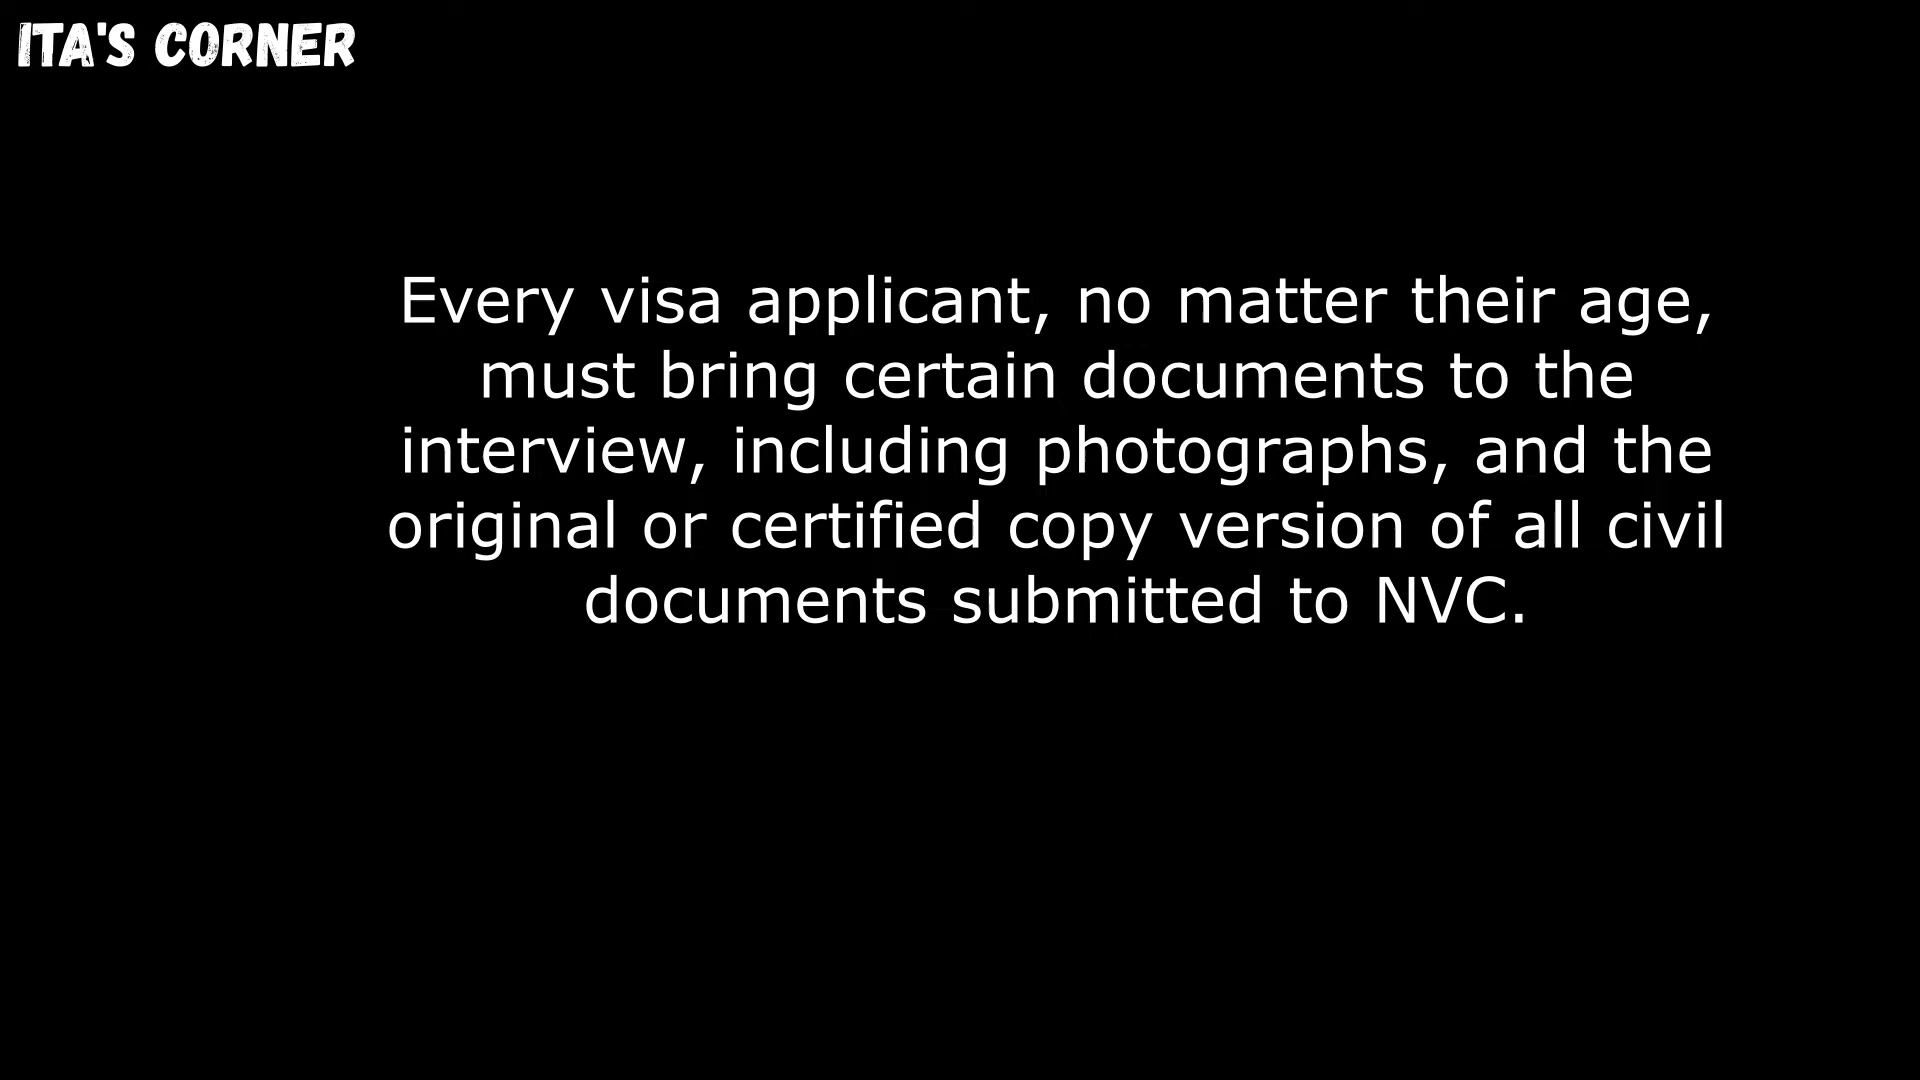 ITA'S CORNER
Every visa applicant, no matter their age,
must bring certain documents to the
interview, including photographs, and the
original or certified copy version of all civil
documents submitted to NVC.